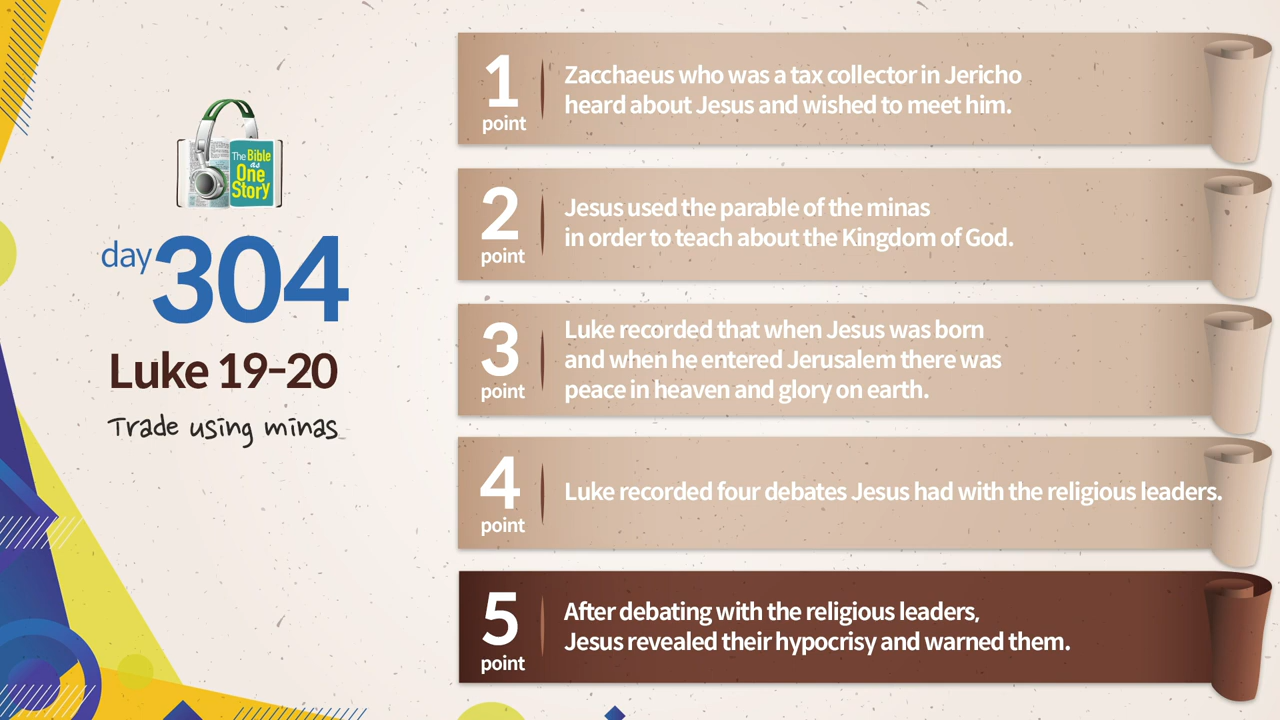 The Bible
as
One
Story
day304
Luke 19-20
Trade using minas
1
point
Zacchaeus who was a tax collector in Jericho
heard about Jesus and wished to meet him.
2
point
Jesus used the parable of the minas
in order to teach about the Kingdom of God.
3
point
Luke recorded that when Jesus was born
and when he entered Jerusalem there was
peace in heaven and glory on earth.
4
point
Luke recorded four debates Jesus had with the religious leaders.
5
point
After debating with the religious leaders,
Jesus revealed their hypocrisy and warned them.